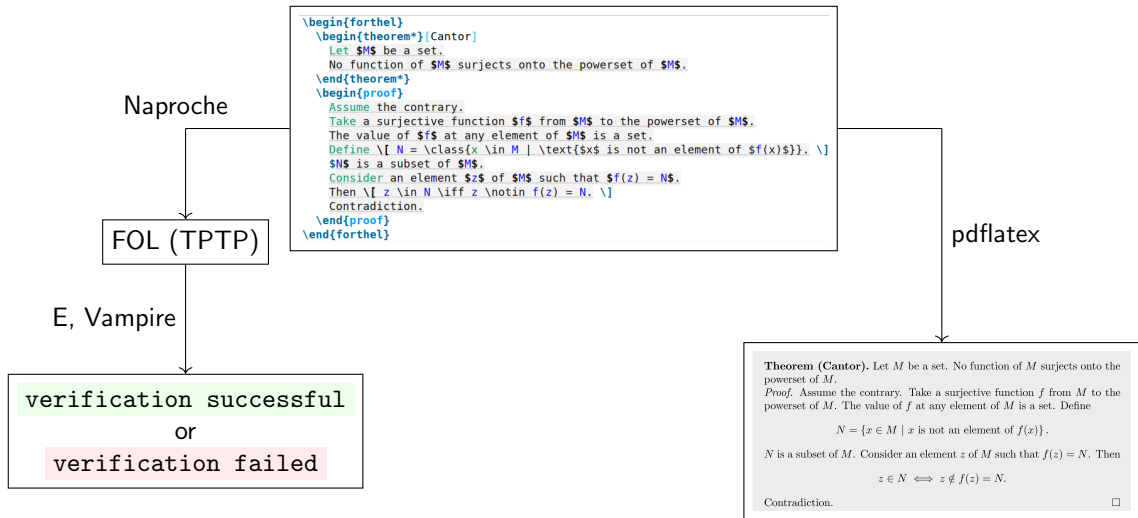 \begin{forthel}
\begin{theorem*}[Cantor]
Let $M$ be a set.
No function of $M$ surjects onto the powerset of $M$.
\end{theorem*}
\begin{proof}
Assume the contrary.
Take a surjective function $f$ from $M$ to the powerset of $M$.
The value of $f$ at any element of $M$ is a set.
Define \[ N = \class{x \in M | \text{$x$ is not an element of $f(x)$}}. \]
$N$ is a subset of $M$.
Consider an element $z$ of $M$ such that $f(z) = N$.
Then \[ z \in N \iff z \notin f(z) = N. \]
Contradiction.
\end{proof}
\end{forthel}
Naproche
FOL (TPTP)
E, Vampire
verification successful
or
verification failed
pdflatex
Theorem (Cantor). Let M be a set. No function of M surjects onto the
powerset of M.
Proof. Assume the contrary. Take a surjective function f from M to the
powerset of M. The value of f at any element of M is a set. Define
N = {x ∈ M | x is not an element of f(x)} .
N is a subset of M. Consider an element z of M such that f(z) = N. Then
z ∈ N ⟺ z ∉ f(z) = N.
Contradiction. □